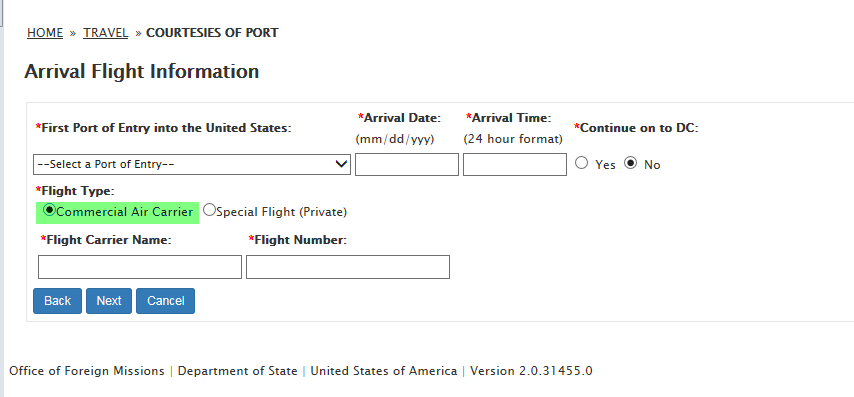 HOME » TRAVEL » COURTESIES OF PORT
Arrival Flight Information
*First Port of Entry into the United States:
--Select a Port of Entry--
*Arrival Date:
(mm/dd/yyy)
*Arrival Time:
(24 hour format)
*Continue on to DC:
Yes No
*Flight Type:
Commercial Air Carrier Special Flight (Private)
*Flight Carrier Name: *Flight Number:
Back Next Cancel
Office of Foreign Missions | Department of State | United States of America | Version 2.0.31455.0